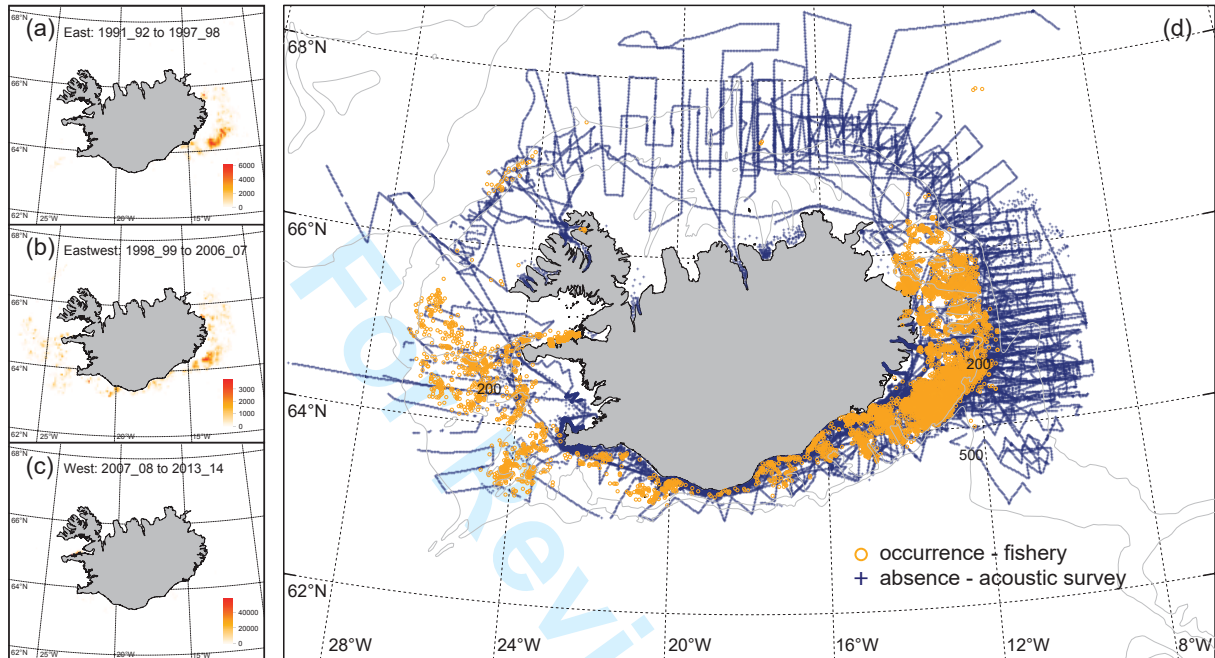 (a)
East: 1991_92 to 1997_98
68°N
66°N
64°N
62°N
25°W
20°W
15°W
6000
4000
2000
0
(b)
Eastwest: 1998_99 to 2006_07
68°N
66°N
64°N
62°N
25°W
20°W
15°W
3000
2000
1000
0
(c)
West: 2007_08 to 2013_14
68°N
66°N
64°N
62°N
25°W
20°W
15°W
40000
20000
0
(d)
68°N
66°N
64°N
62°N
28°W
24°W
20°W
16°W
12°W
8°W
200
200
500
occurrence - fishery
absence - acoustic survey
For Revi